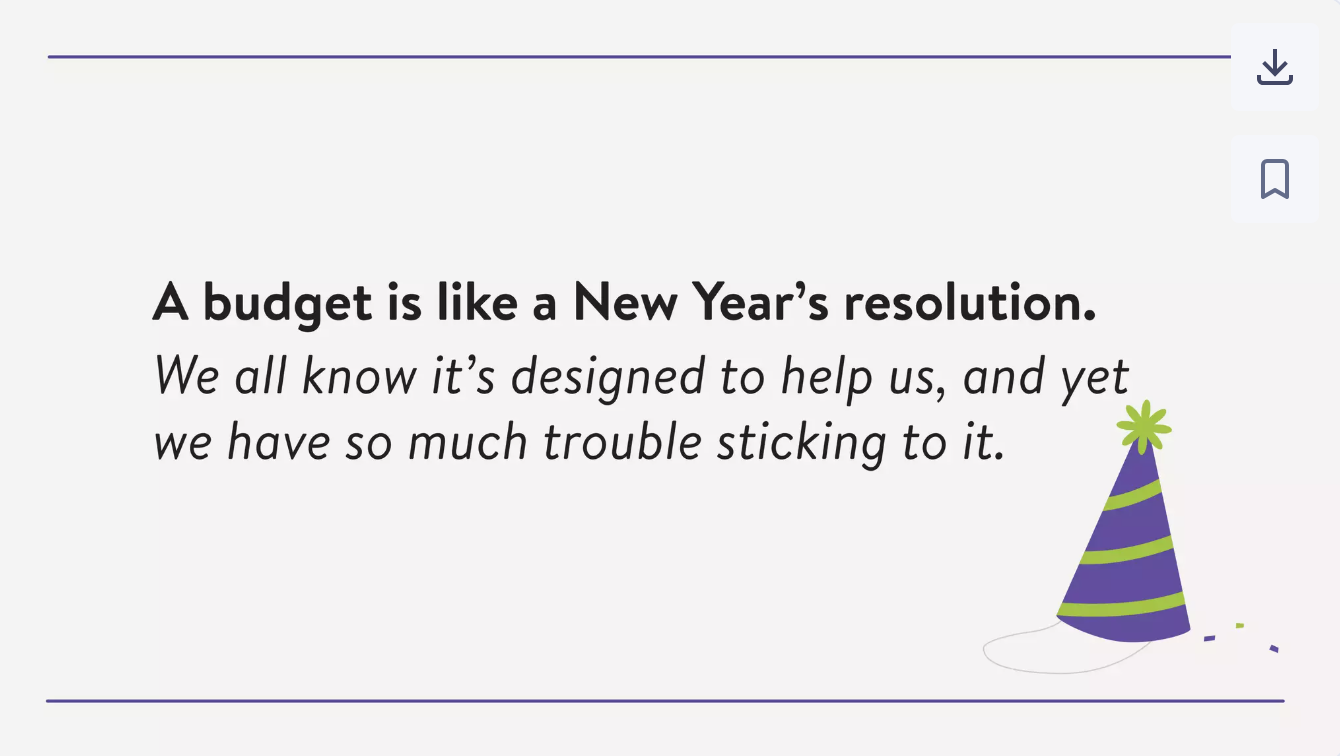 A budget is like a New Year’s resolution.
We all know it’s designed to help us, and yet
we have so much trouble sticking to it.